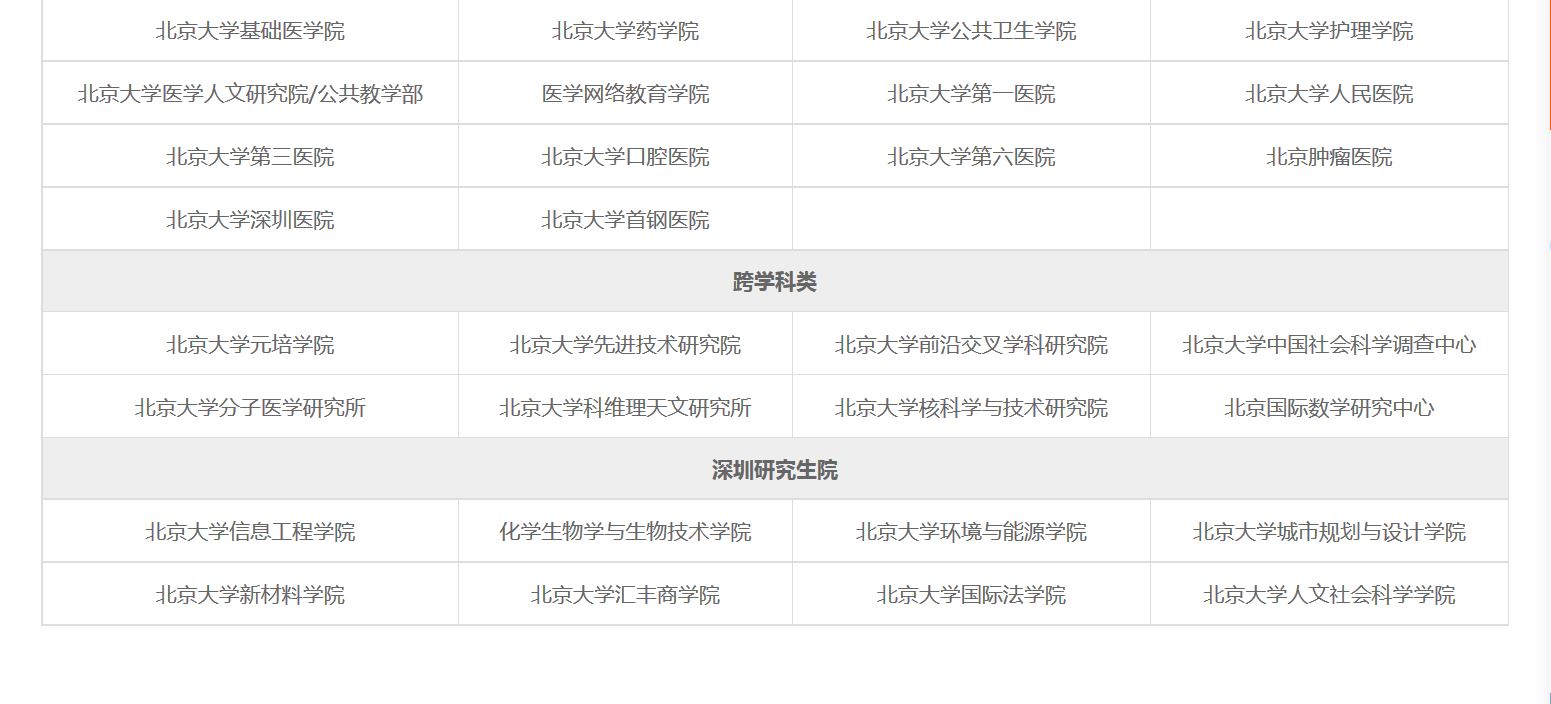 北京大学基础医学院 北京大学药学院 北京大学公共卫生学院 北京大学护理学院
北京大学医学人文研究院/公共教学部 医学网络教育学院 北京大学第一医院 北京大学人民医院
北京大学第三医院 北京大学口腔医院 北京大学第六医院 北京肿瘤医院
北京大学深圳医院 北京大学首钢医院
跨学科类
北京大学元培学院 北京大学先进技术研究院 北京大学前沿交叉学科研究院 北京大学中国社会科学调查中心
北京大学分子医学研究所 北京大学科维理天文研究所 北京大学核科学与技术研究院 北京国际数学研究中心
深圳研究生院
北京大学信息工程学院 化学生物学与生物技术学院 北京大学环境与能源学院 北京大学城市规划与设计学院
北京大学新材料学院 北京大学汇丰商学院 北京大学国际法学院 北京大学人文社会科学学院